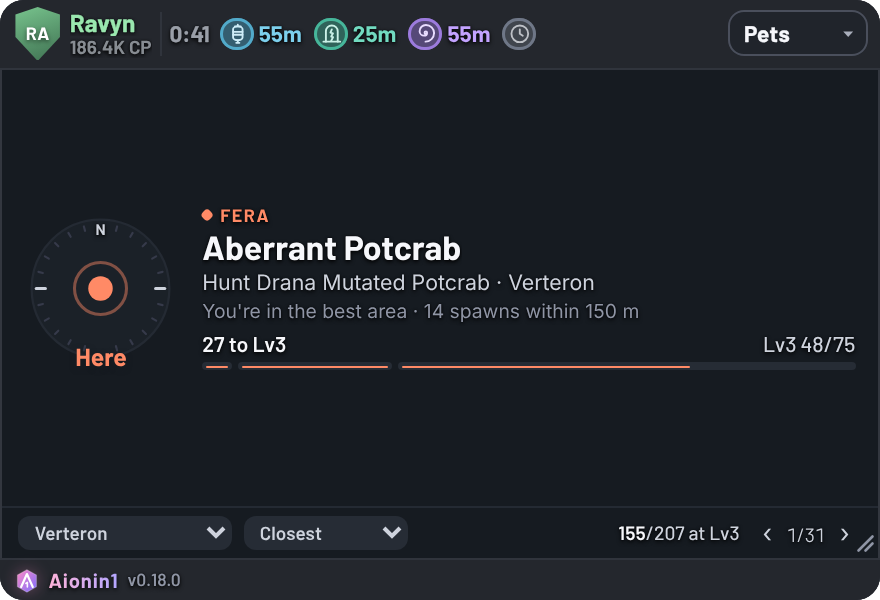 RA
Ravyn
186.4K CP
0:41
55m
25m
55m
Pets
N
Here
FERA
Aberrant Potcrab
Hunt Drana Mutated Potcrab · Verteron
You're in the best area · 14 spawns within 150 m
27 to Lv3
Lv3 48/75
Verteron
Closest
155/207 at Lv3
1/31
Aionin1 v0.18.0